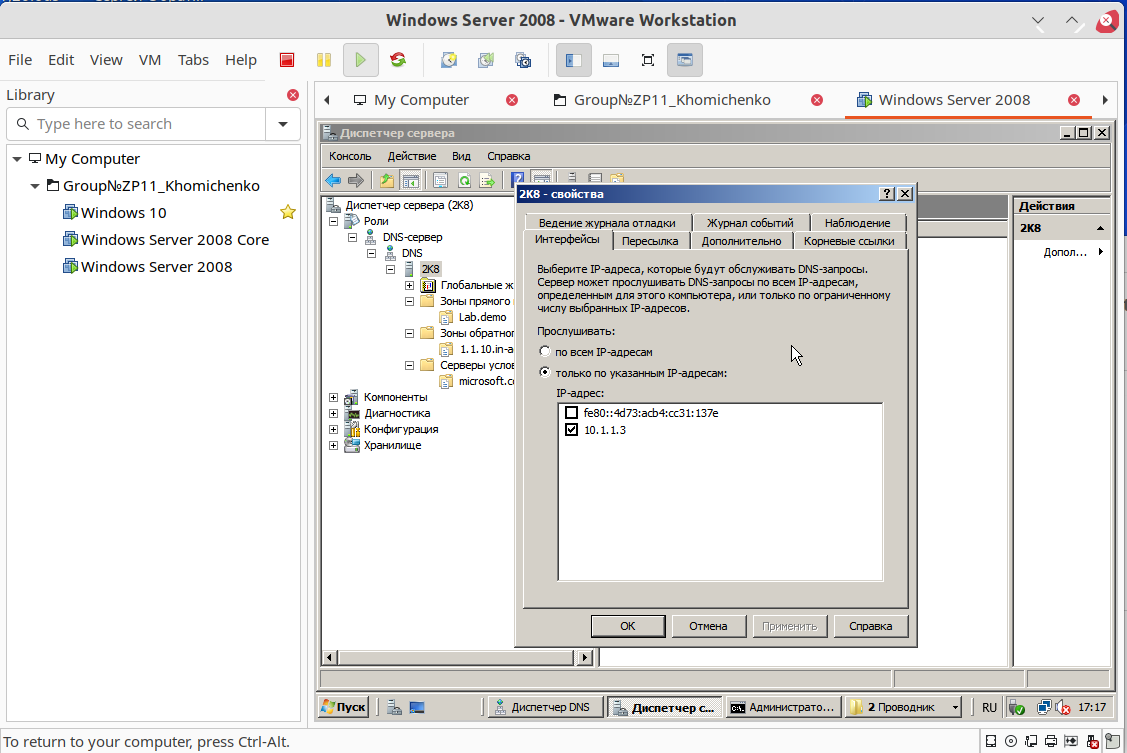 Windows Server 2008 - VMware Workstation
File Edit View VM Tabs Help
Library
Type here to search
My Computer
Group№ZP11_Khomichenko
Windows 10
Windows Server 2008 Core
Windows Server 2008
My Computer
Group№ZP11_Khomichenko
Windows Server 2008
Диспетчер сервера
Консоль Действие Вид Справка
Диспетчер сервера (2K8)
Роли
DNS-сервер
DNS
2K8
Глобальные ж
Зоны прямого
Lab.demo
Зоны обратног
1.1.10.in-a
Серверы услов
microsoft.co
Компоненты
Диагностика
Конфигурация
Хранилище
2K8 - свойства
Ведение журнала отладки Журнал событий Наблюдение
Интерфейсы Пересылка Дополнительно Корневые ссылки
Выберите IP-адреса, которые будут обслуживать DNS-запросы.
Сервер может прослушивать DNS-запросы по всем IP-адресам,
определенным для этого компьютера, или только по ограниченному
числу выбранных IP-адресов.
Прослушивать:
по всем IP-адресам
только по указанным IP-адресам:
IP-адрес:
fe80::4d73:acb4:cc31:137e
10.1.1.3
OK Отмена Применить Справка
Действия
2K8
Допол...
Пуск Диспетчер DNS Диспетчер с... Администрато... 2 Проводник RU 17:17
To return to your computer, press Ctrl-Alt.